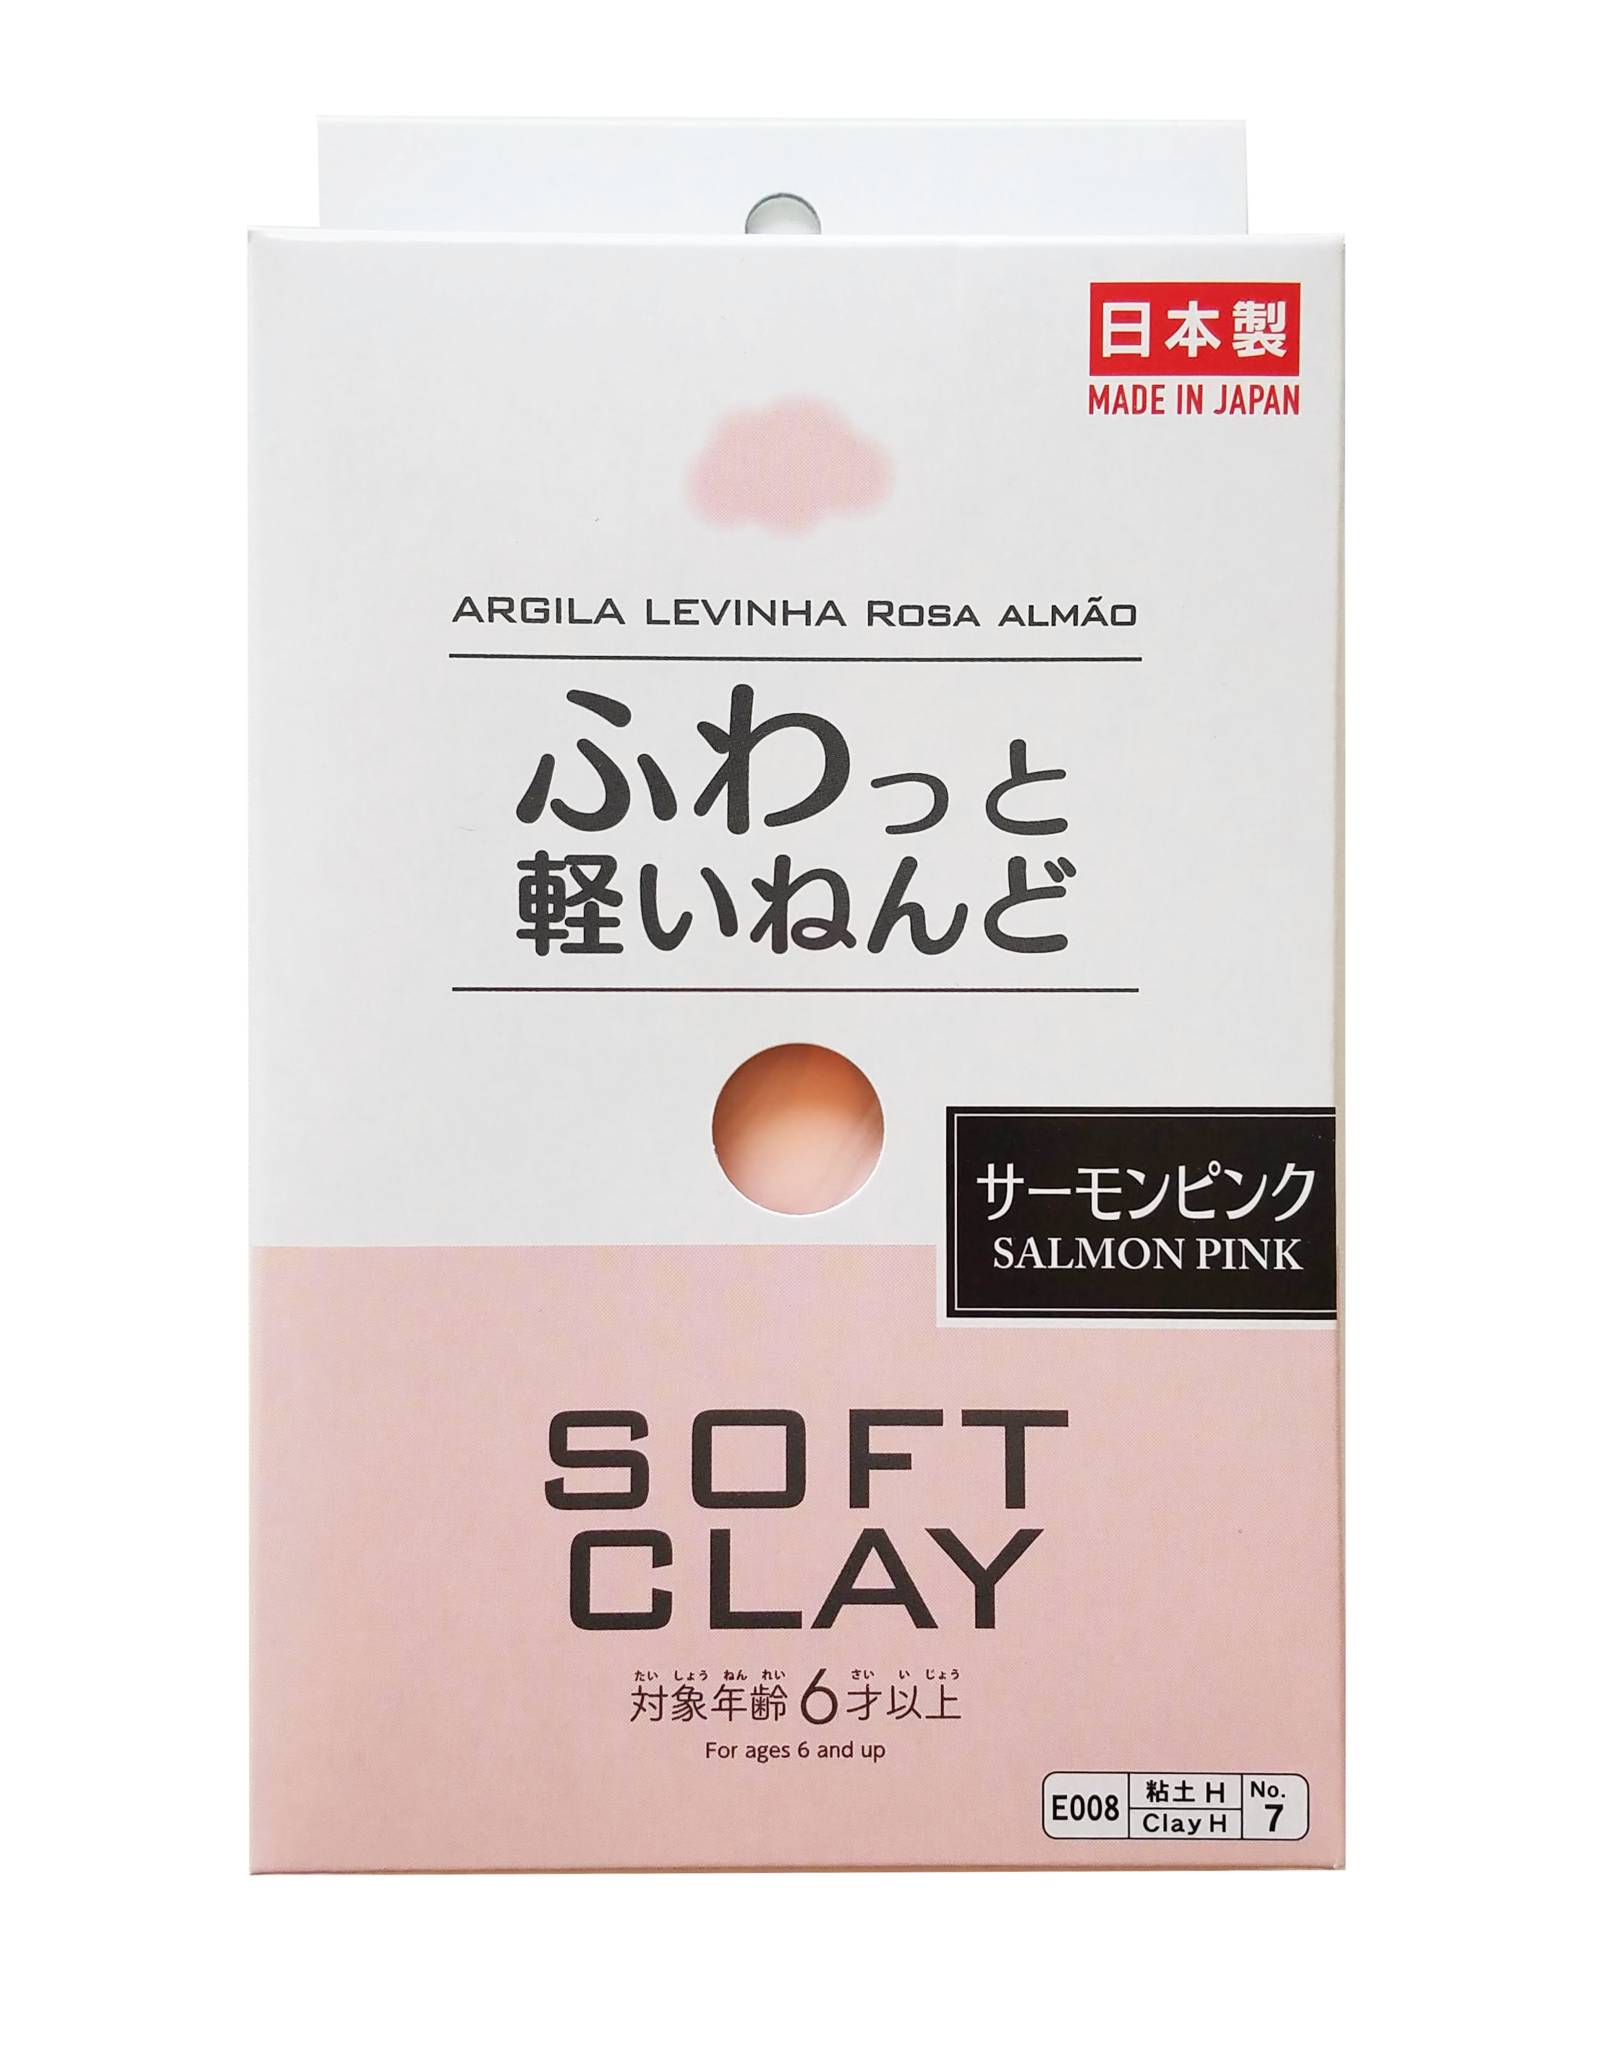 日本製
MADE IN JAPAN
ARGILA LEVINHA ROSA ALMÃO
ふわっと
軽いねんど
サーモンピンク
SALMON PINK
SOFT
CLAY
たいしょうねんれい さいいじょう
対象年齢6才以上
For ages 6 and up
E008 粘土H No.
Clay H 7